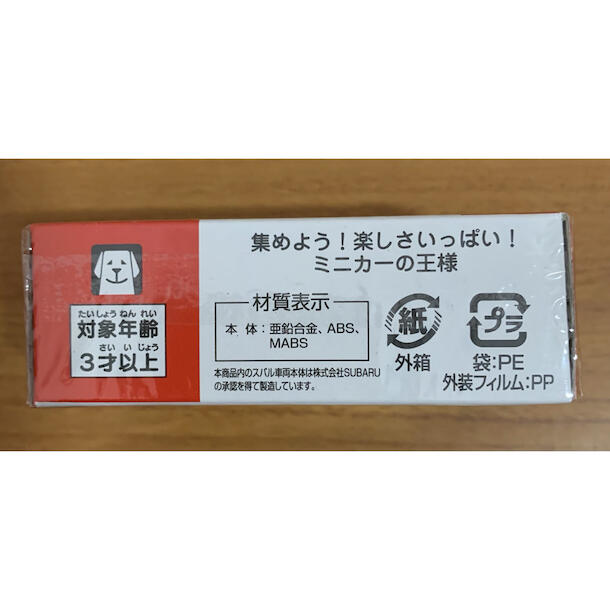 集めよう！楽しさいっぱい！
ミニカーの王様
たいしょう ねん れい
対象年齢
さい い じょう
3才以上
材質表示
本体：亜鉛合金、ABS、
MABS
本商品内のスバル車両本体は株式会社SUBARU
の承認を得て製造しています。
紙
外箱
プラ
袋：PE
外装フィルム：PP